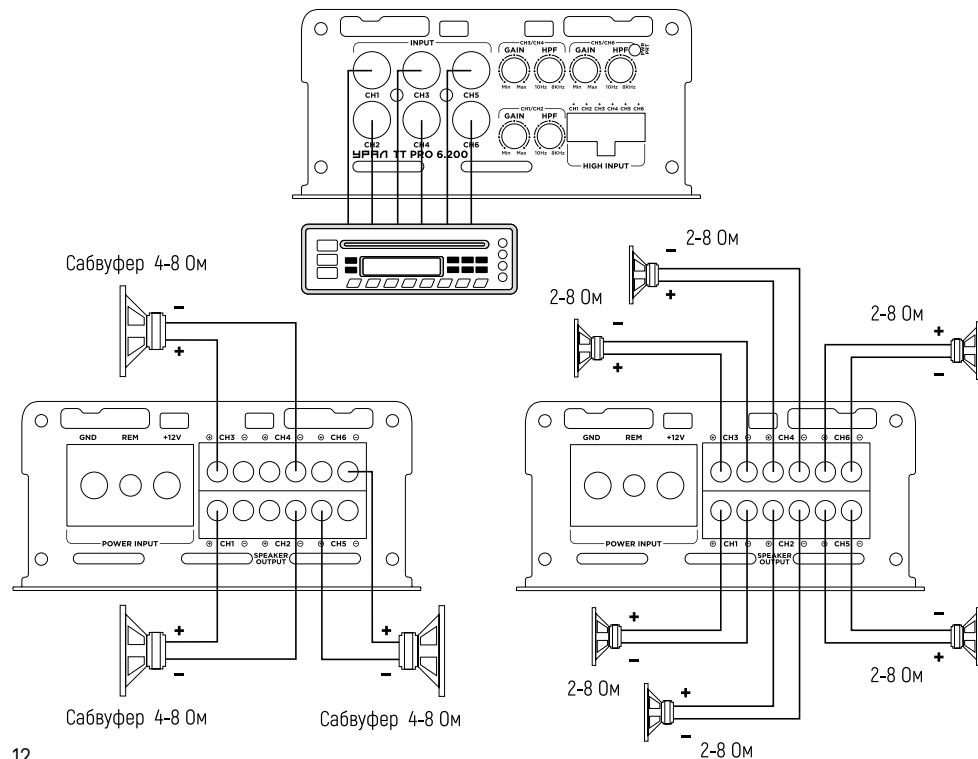 INPUT
CH1 CH3 CH5
CH2 CH4 CH6
CH3/CH4
GAIN HPF
Min Max 10Hz 8KHz
CH5/CH6
GAIN HPF
Min Max 10Hz 8KHz
PWR
PRT
CH1/CH2
GAIN HPF
Min Max 10Hz 8KHz
+ + + + + +
CH1 CH2 CH3 CH4 CH5 CH6
- - - - - -
HIGH INPUT
УРАЛ TT PRO 6.200
Сабвуфер 4-8 Ом
-
+
GND REM +12V
⊕ CH3 ⊖ ⊕ CH4 ⊖ ⊕ CH6 ⊖
POWER INPUT
⊕ CH1 ⊖ ⊕ CH2 ⊖ ⊕ CH5 ⊖
SPEAKER
OUTPUT
+
-
Сабвуфер 4-8 Ом
+
-
Сабвуфер 4-8 Ом
2-8 Ом
-
+
2-8 Ом
-
+
2-8 Ом
+
-
GND REM +12V
⊕ CH3 ⊖ ⊕ CH4 ⊖ ⊕ CH6 ⊖
POWER INPUT
⊕ CH1 ⊖ ⊕ CH2 ⊖ ⊕ CH5 ⊖
SPEAKER
OUTPUT
+
-
2-8 Ом
+
-
2-8 Ом
-
+
2-8 Ом
12